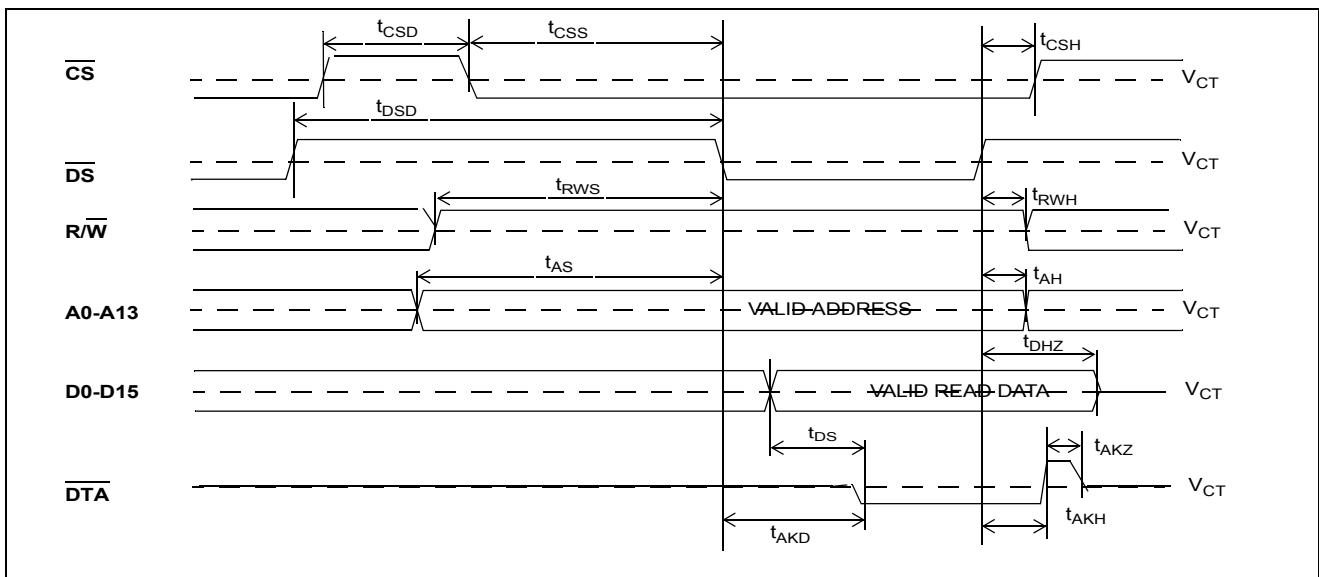 tCSD tCSS tCSH
CS VCT
tDSD
DS VCT
tRWS tRWH
R/W VCT
tAS tAH
A0-A13 VALID ADDRESS VCT
tDHZ
D0-D15 VALID READ DATA VCT
tDS tAKZ
DTA VCT
tAKD tAKH